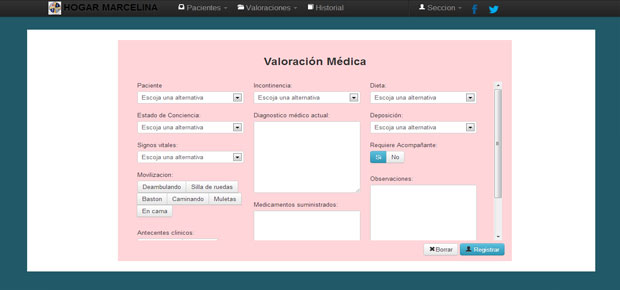 HOGAR MARCELINA
Pacientes
Valoraciones
Historial
Seccion
Valoración Médica
Paciente
Escoja una alternativa
Estado de Conciencia:
Escoja una alternativa
Signos vitales:
Escoja una alternativa
Movilizacion:
Deambulando Silla de ruedas
Baston Caminando Muletas
En cama
Antecentes clinicos:
Incontinencia:
Escoja una alternativa
Diagnostico médico actual:
Medicamentos suministrados:
Dieta:
Escoja una alternativa
Deposición:
Escoja una alternativa
Requiere Acompañante:
Si No
Observaciones:
Borrar Registrar